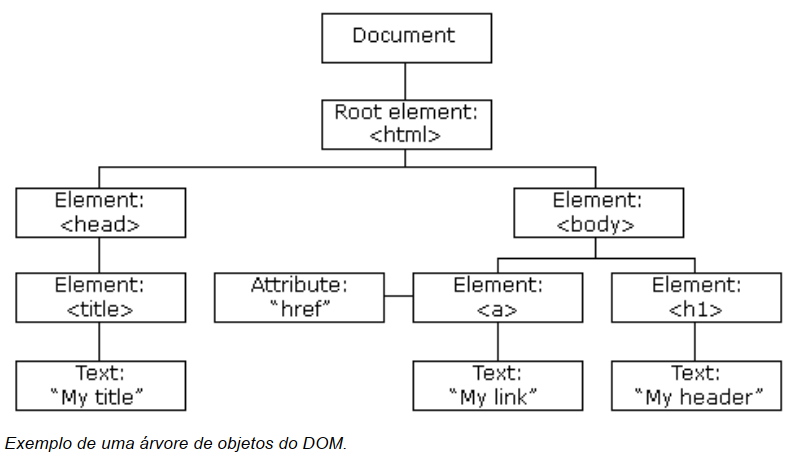 Document
Root element:
<html>
Element:
<head>
Element:
<body>
Element:
<title>
Attribute:
“href”
Element:
<a>
Element:
<h1>
Text:
“My title”
Text:
“My link”
Text:
“My header”
Exemplo de uma árvore de objetos do DOM.